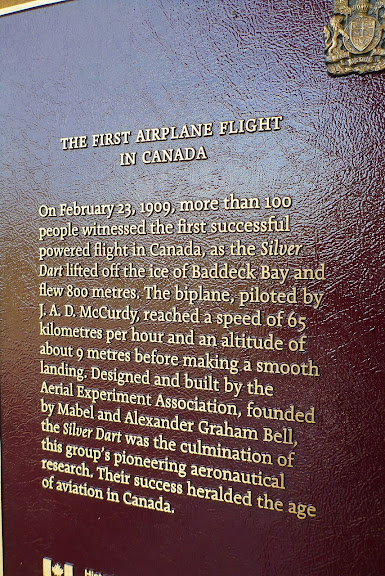 THE FIRST AIRPLANE FLIGHT
IN CANADA
On February 23, 1909, more than 100
people witnessed the first successful
powered flight in Canada, as the Silver
Dart lifted off the ice of Baddeck Bay and
flew 800 metres. The biplane, piloted by
J. A. D. McCurdy, reached a speed of 65
kilometres per hour and an altitude of
about 9 metres before making a smooth
landing. Designed and built by the
Aerial Experiment Association, founded
by Mabel and Alexander Graham Bell,
the Silver Dart was the culmination of
this group's pioneering aeronautical
research. Their success heralded the age
of aviation in Canada.